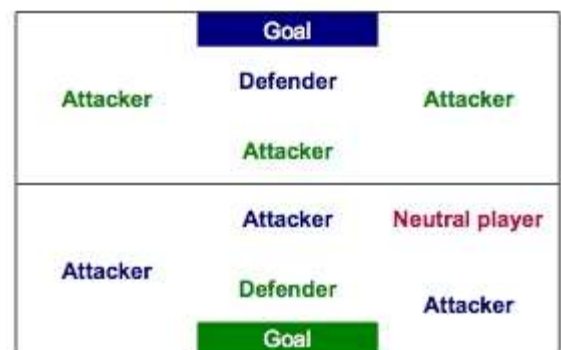 Goal
Defender
Attacker
Attacker
Attacker
Attacker
Neutral player
Attacker
Defender
Attacker
Goal